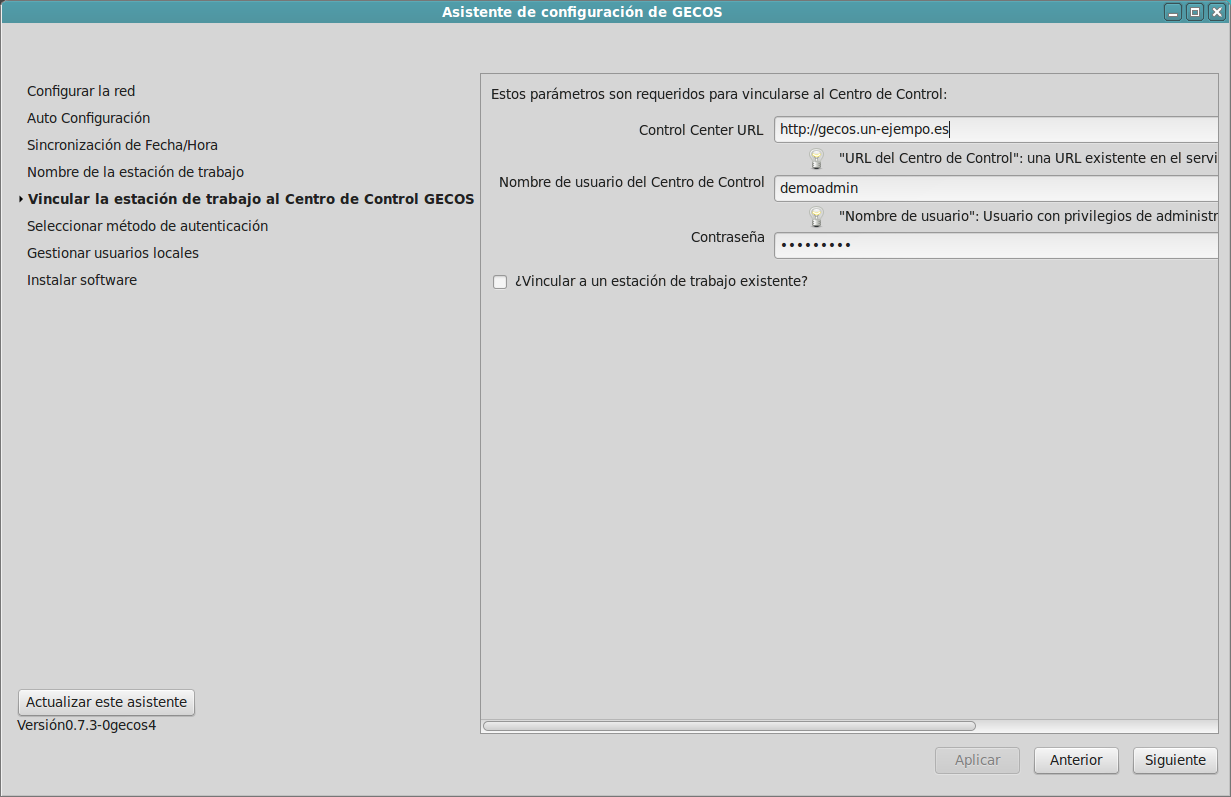 Asistente de configuración de GECOS
Configurar la red
Auto Configuración
Sincronización de Fecha/Hora
Nombre de la estación de trabajo
Vincular la estación de trabajo al Centro de Control GECOS
Seleccionar método de autenticación
Gestionar usuarios locales
Instalar software
Estos parámetros son requeridos para vincularse al Centro de Control:
Control Center URL http://gecos.un-ejempo.es
"URL del Centro de Control": una URL existente en el servi
Nombre de usuario del Centro de Control demoadmin
"Nombre de usuario": Usuario con privilegios de administr
Contraseña •••••••••
¿Vincular a un estación de trabajo existente?
Actualizar este asistente
Versión0.7.3-0gecos4
Aplicar Anterior Siguiente